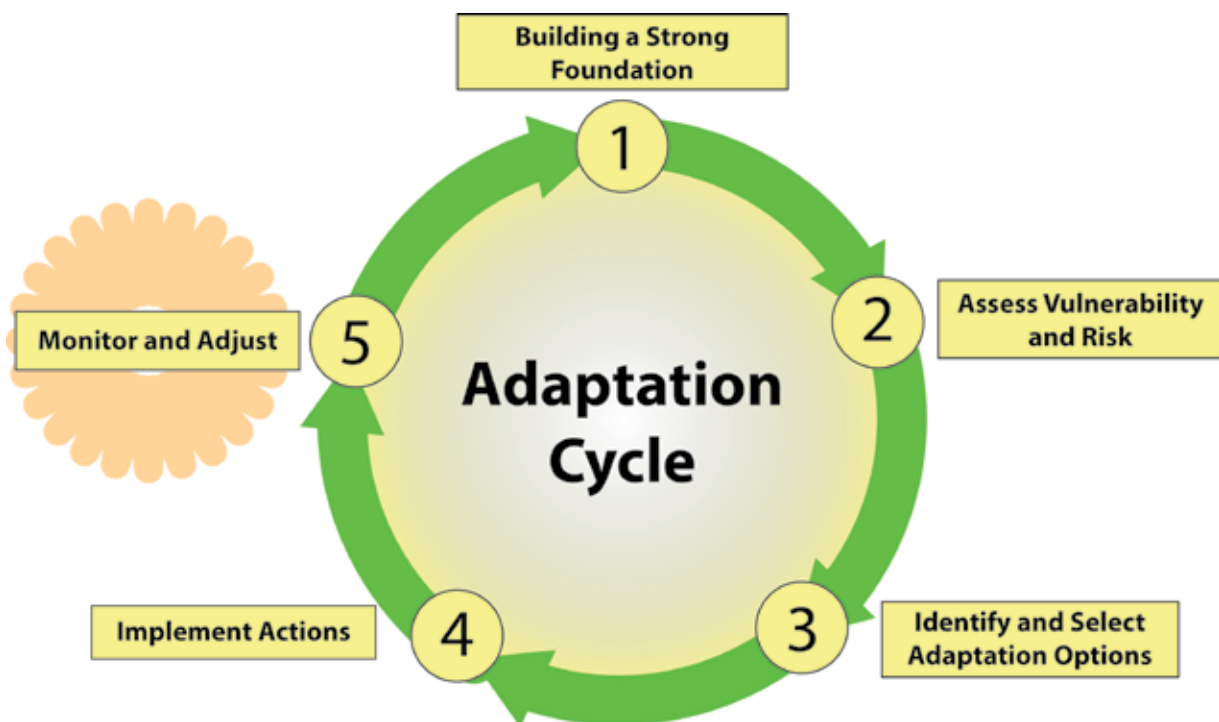 Building a Strong
Foundation
1
2
Assess Vulnerability
and Risk
Monitor and Adjust
5
Adaptation
Cycle
Implement Actions
4
3
Identify and Select
Adaptation Options